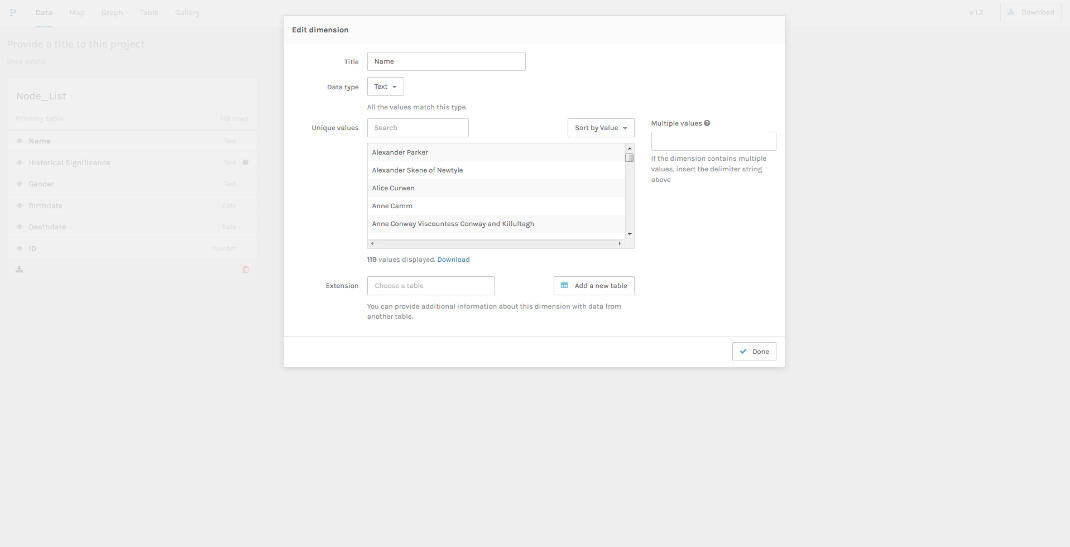 Data Map Graph Table Gallery
v 1.2 Download
Provide a title to this project
Node_List
Primary table
Name Text
Historical Significance Text
Gender Text
Birthdate Date
Deathdate Date
ID Number
Edit dimension
Title Name
Data type Text
All the values match this type.
Unique values Search Sort by Value
Alexander Parker
Alexander Skene of Newtyle
Alice Curwen
Anne Camm
Anne Conway Viscountess Conway and Killultagh
119 values displayed. Download
Multiple values
If the dimension contains multiple
values, insert the delimiter string
above
Extension Choose a table Add a new table
You can provide additional information about this dimension with data from
another table.
Done